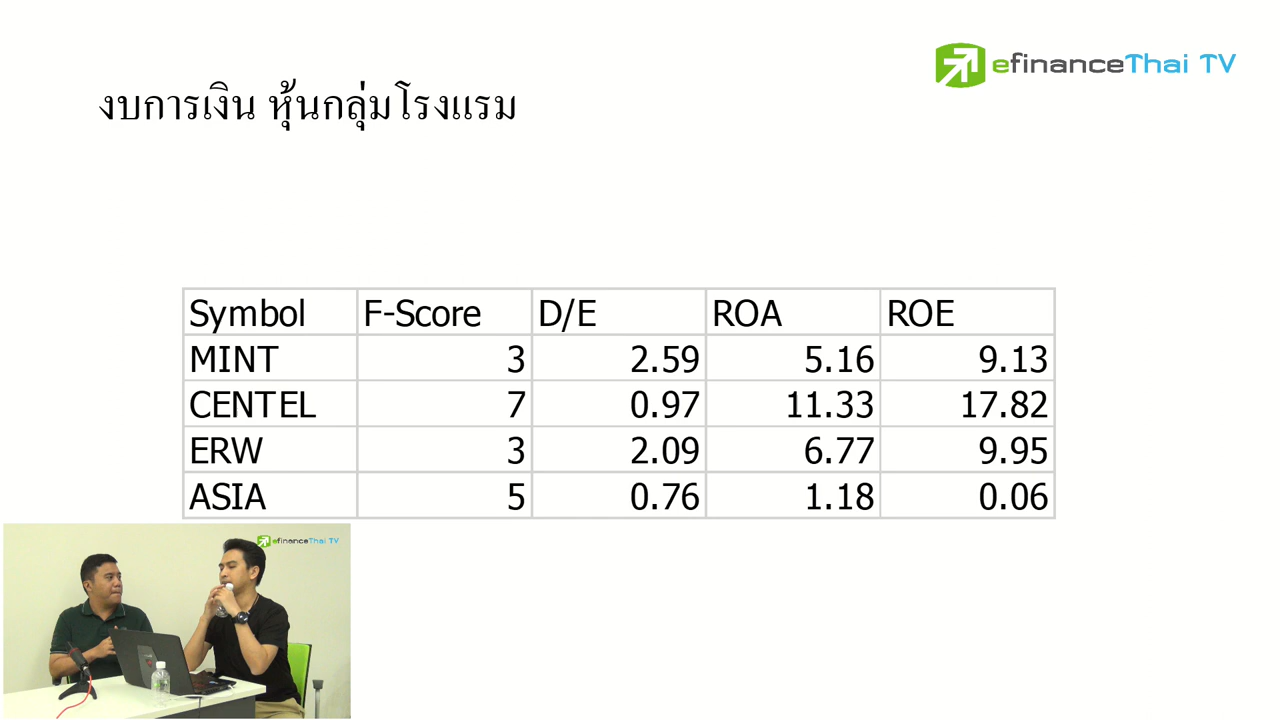 efinanceThai TV
งบการเงิน หุ้นกลุ่มโรงแรม
Symbol F-Score D/E ROA ROE
MINT 3 2.59 5.16 9.13
CENTEL 7 0.97 11.33 17.82
ERW 3 2.09 6.77 9.95
ASIA 5 0.76 1.18 0.06
efinanceThai TV